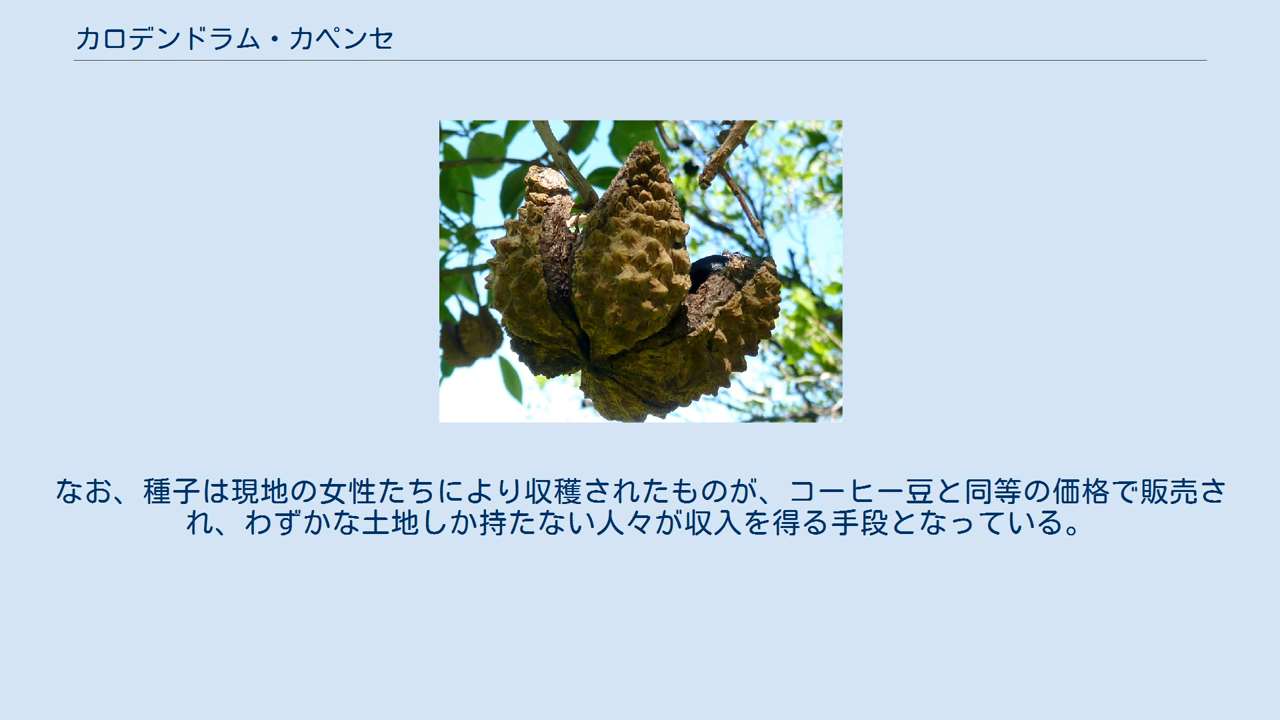 カロデンドラム・カペンセ
なお、種子は現地の女性たちにより収穫されたものが、コーヒー豆と同等の価格で販売さ
れ、わずかな土地しか持たない人々が収入を得る手段となっている。